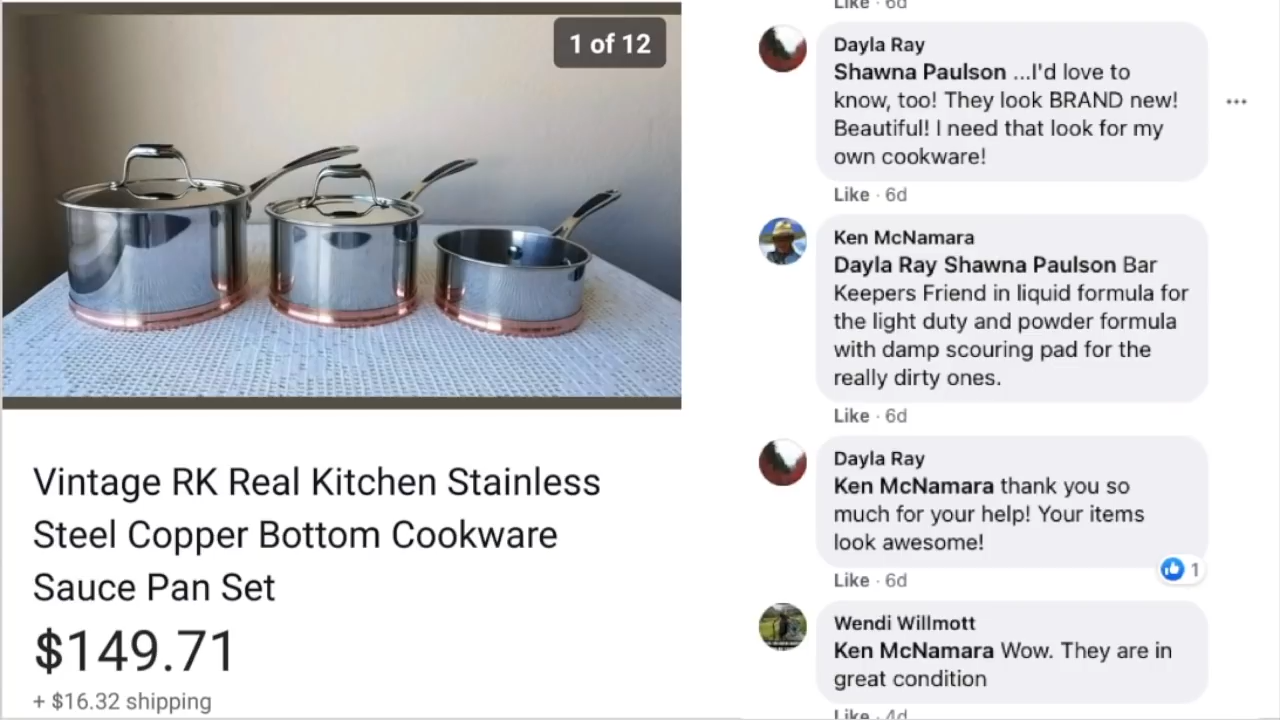 1 of 12
Vintage RK Real Kitchen Stainless
Steel Copper Bottom Cookware
Sauce Pan Set
$149.71
+ $16.32 shipping
Like · 6d
Dayla Ray
Shawna Paulson ...I'd love to
know, too! They look BRAND new!
Beautiful! I need that look for my
own cookware!
Like · 6d
Ken McNamara
Dayla Ray Shawna Paulson Bar
Keepers Friend in liquid formula for
the light duty and powder formula
with damp scouring pad for the
really dirty ones.
Like · 6d
Dayla Ray
Ken McNamara thank you so
much for your help! Your items
look awesome!
1
Like · 6d
Wendi Willmott
Ken McNamara Wow. They are in
great condition
Like · 4d